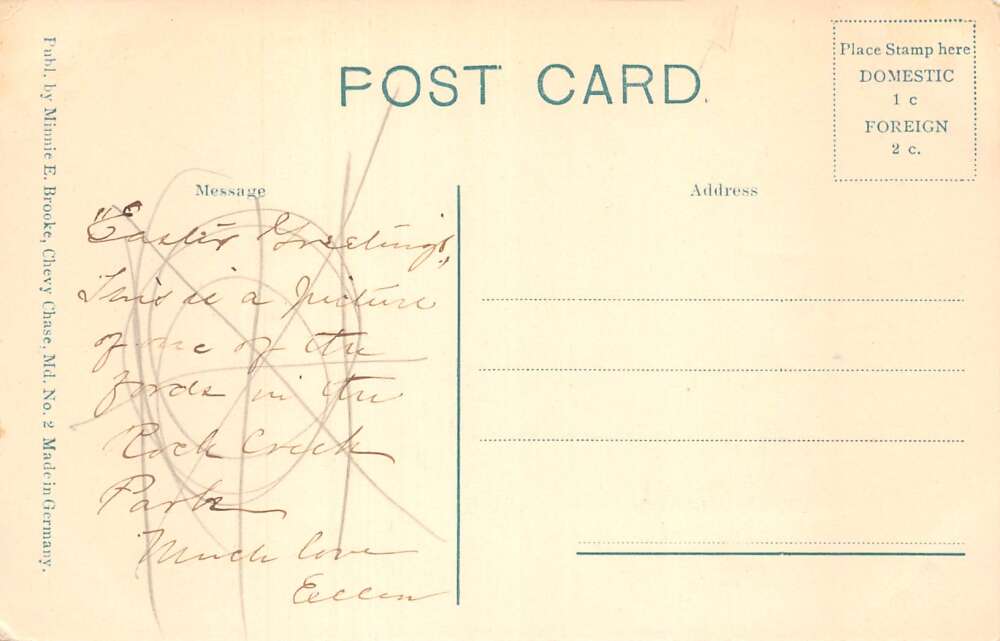 POST CARD.
Place Stamp here
DOMESTIC
1 c
FOREIGN
2 c.
Message
Address
"Easter Greetings"
This is a picture
of one of the
fords in the
Rock Creek
Park
Much love
Ellen
Publ. by Minnie E. Brooke, Chevy Chase, Md. No. 2 Made in Germany.